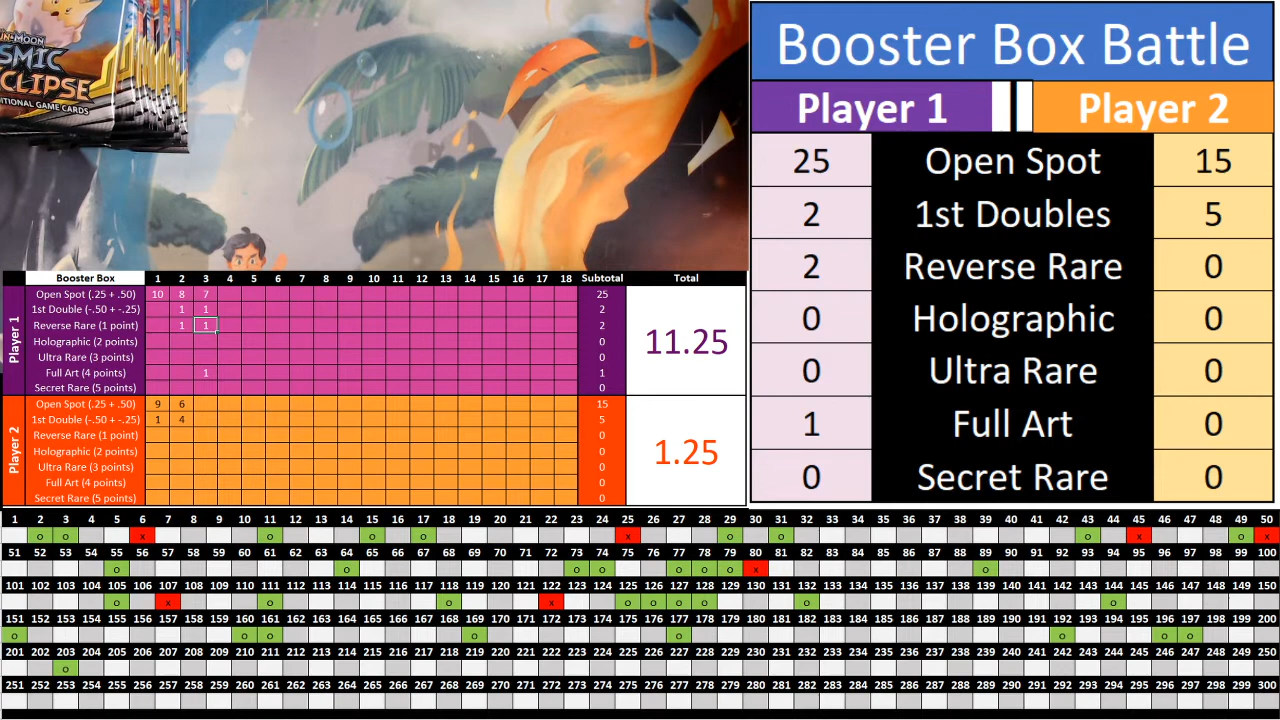 UN-MOON
SMIC
CLIPSE
ITIONAL GAME CARDS
Booster Box Battle
Player 1 Player 2
25 Open Spot 15
2 1st Doubles 5
2 Reverse Rare 0
0 Holographic 0
0 Ultra Rare 0
1 Full Art 0
0 Secret Rare 0
Booster Box 1 2 3 4 5 6 7 8 9 10 11 12 13 14 15 16 17 18 Subtotal Total
Player 1
Open Spot (.25 + .50) 10 8 7 25
1st Double (-.50 + -.25) 1 1 2
Reverse Rare (1 point) 1 1 2
Holographic (2 points) 0
Ultra Rare (3 points) 0
Full Art (4 points) 1 1
Secret Rare (5 points) 0
11.25
Player 2
Open Spot (.25 + .50) 9 6 15
1st Double (-.50 + -.25) 1 4 5
Reverse Rare (1 point) 0
Holographic (2 points) 0
Ultra Rare (3 points) 0
Full Art (4 points) 0
Secret Rare (5 points) 0
1.25
1 2 3 4 5 6 7 8 9 10 11 12 13 14 15 16 17 18 19 20 21 22 23 24 25 26 27 28 29 30 31 32 33 34 35 36 37 38 39 40 41 42 43 44 45 46 47 48 49 50
o o x o o o x o o o x o x
51 52 53 54 55 56 57 58 59 60 61 62 63 64 65 66 67 68 69 70 71 72 73 74 75 76 77 78 79 80 81 82 83 84 85 86 87 88 89 90 91 92 93 94 95 96 97 98 99 100
o o o o o o o x o
101 102 103 104 105 106 107 108 109 110 111 112 113 114 115 116 117 118 119 120 121 122 123 124 125 126 127 128 129 130 131 132 133 134 135 136 137 138 139 140 141 142 143 144 145 146 147 148 149 150
o x o o x o o o o o o
151 152 153 154 155 156 157 158 159 160 161 162 163 164 165 166 167 168 169 170 171 172 173 174 175 176 177 178 179 180 181 182 183 184 185 186 187 188 189 190 191 192 193 194 195 196 197 198 199 200
o o o o o o o o
201 202 203 204 205 206 207 208 209 210 211 212 213 214 215 216 217 218 219 220 221 222 223 224 225 226 227 228 229 230 231 232 233 234 235 236 237 238 239 240 241 242 243 244 245 246 247 248 249 250
o
251 252 253 254 255 256 257 258 259 260 261 262 263 264 265 266 267 268 269 270 271 272 273 274 275 276 277 278 279 280 281 282 283 284 285 286 287 288 289 290 291 292 293 294 295 296 297 298 299 300